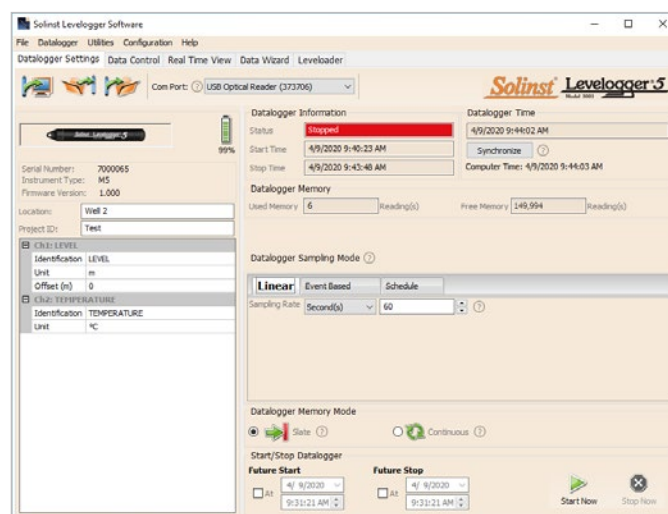 Solinst Levelogger Software
File Datalogger Utilities Configuration Help
Datalogger Settings Data Control Real Time View Data Wizard Leveloader
Com Port: USB Optical Reader (373706)
Solinst Levelogger 5
99%
Serial Number: 7000065
Instrument Type: M5
Firmware Version: 1.000
Location: Well 2
Project ID: Test
Ch1: LEVEL
Identification LEVEL
Unit m
Offset (m) 0
Ch2: TEMPERATURE
Identification TEMPERATURE
Unit ºC
Datalogger Information
Status Stopped
Start Time 4/9/2020 9:40:23 AM
Stop Time 4/9/2020 9:43:48 AM
Datalogger Time
4/9/2020 9:44:02 AM
Synchronize
Computer Time: 4/9/2020 9:44:03 AM
Datalogger Memory
Used Memory 6 Reading(s) Free Memory 149,994 Reading(s)
Datalogger Sampling Mode
Linear Event Based Schedule
Sampling Rate Second(s) 60
Datalogger Memory Mode
Slate Continuous
Start/Stop Datalogger
Future Start Future Stop
At 4/ 9/2020 At 4/ 9/2020
9:31:21 AM 9:31:21 AM
Start Now Stop Now